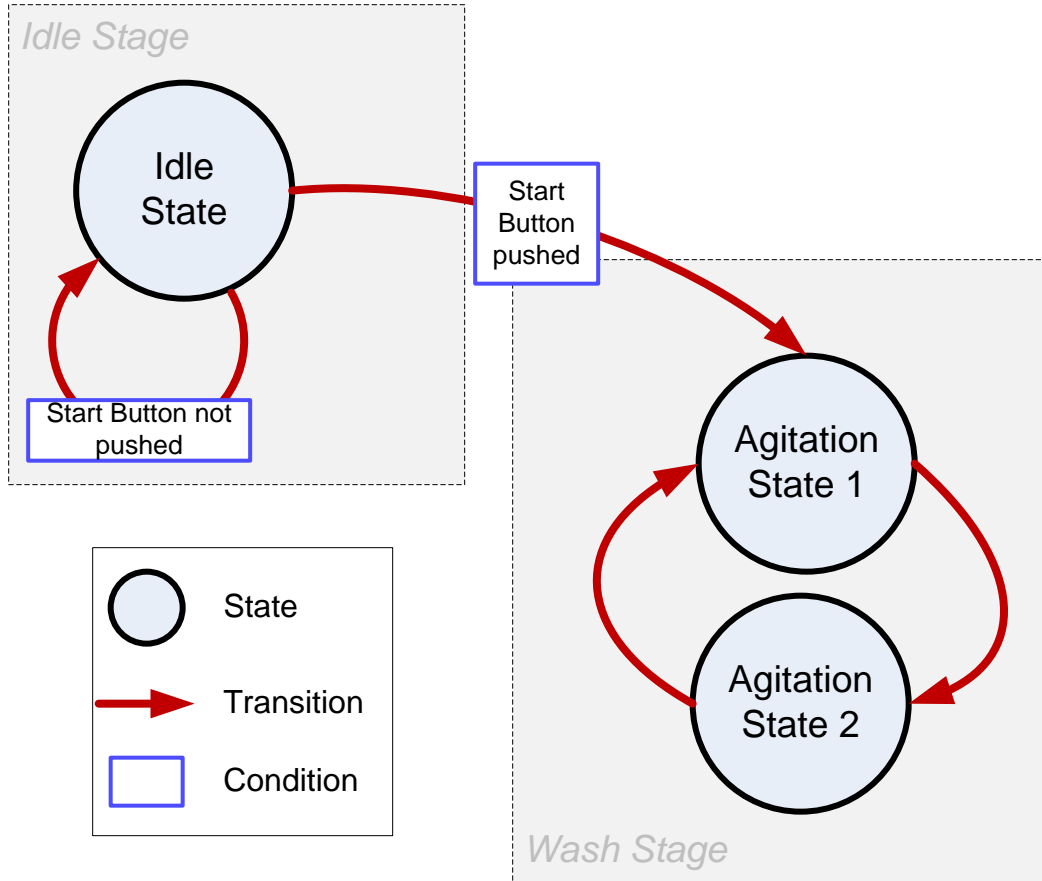 Idle Stage
Idle
State
Start
Button
pushed
Start Button not
pushed
Agitation
State 1
Agitation
State 2
State
Transition
Condition
Wash Stage